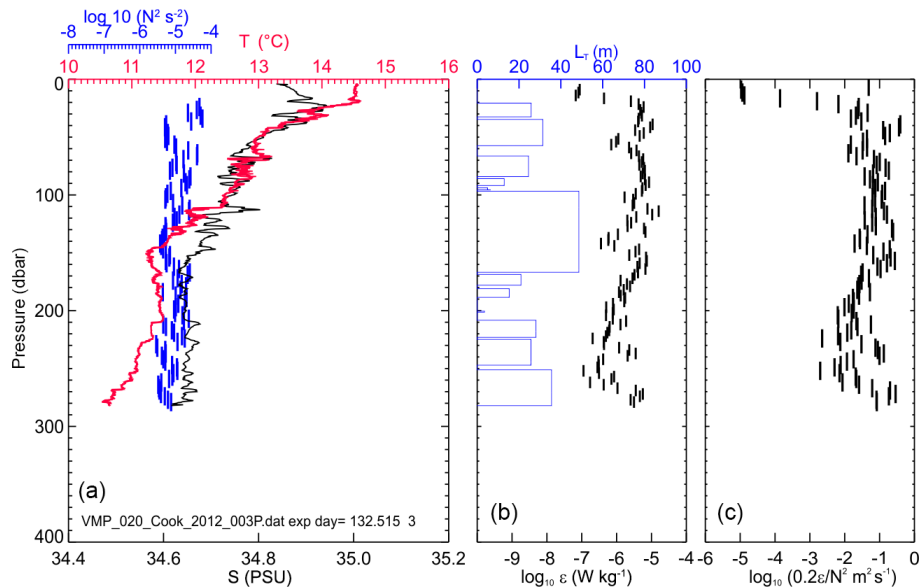 log 10 (N² s⁻²)
-8 -7 -6 -5 -4
T (°C)
10 11 12 13 14 15 16
L_T (m)
0 20 40 60 80 100
0
100
200
300
400
Pressure (dbar)
(a)
VMP_020_Cook_2012_003P.dat exp day= 132.515 3
34.4 34.6 34.8 35.0 35.2
S (PSU)
(b)
-9 -8 -7 -6 -5 -4
log₁₀ ε (W kg⁻¹)
(c)
-6 -5 -4 -3 -2 -1 0
log₁₀ (0.2ε/N² m² s⁻¹)